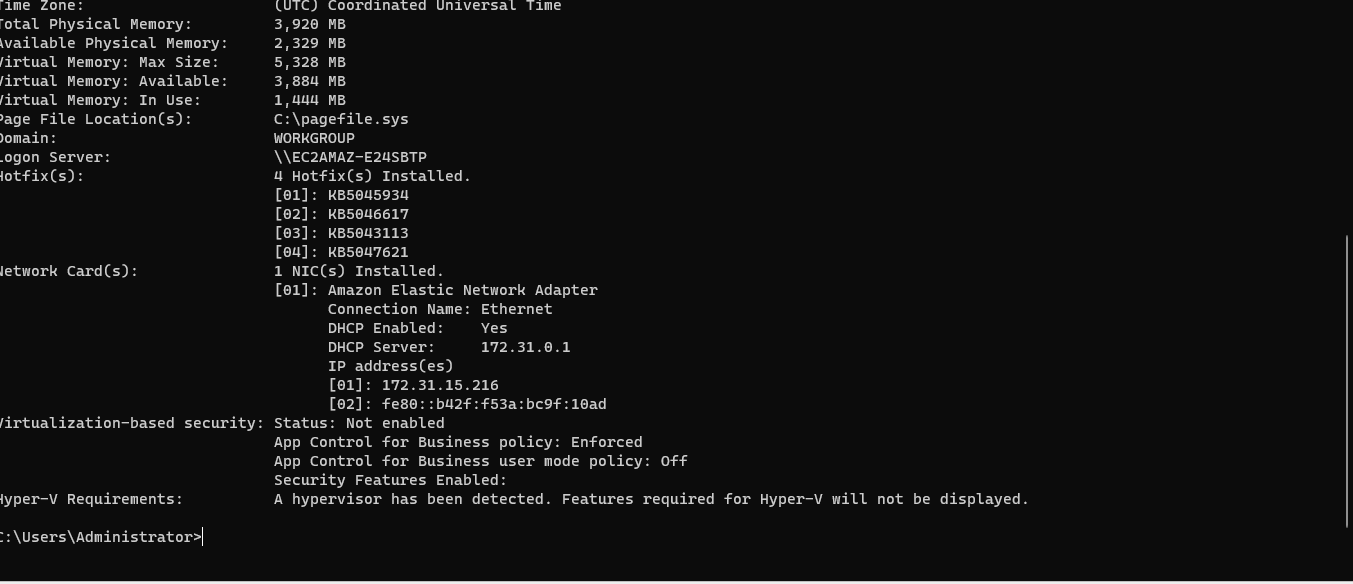 Time Zone: (UTC) Coordinated Universal Time
Total Physical Memory: 3,920 MB
Available Physical Memory: 2,329 MB
Virtual Memory: Max Size: 5,328 MB
Virtual Memory: Available: 3,884 MB
Virtual Memory: In Use: 1,444 MB
Page File Location(s): C:\pagefile.sys
Domain: WORKGROUP
Logon Server: \\EC2AMAZ-E24SBTP
Hotfix(s): 4 Hotfix(s) Installed.
[01]: KB5045934
[02]: KB5046617
[03]: KB5043113
[04]: KB5047621
Network Card(s): 1 NIC(s) Installed.
[01]: Amazon Elastic Network Adapter
Connection Name: Ethernet
DHCP Enabled: Yes
DHCP Server: 172.31.0.1
IP address(es)
[01]: 172.31.15.216
[02]: fe80::b42f:f53a:bc9f:10ad
Virtualization-based security: Status: Not enabled
App Control for Business policy: Enforced
App Control for Business user mode policy: Off
Security Features Enabled:
Hyper-V Requirements: A hypervisor has been detected. Features required for Hyper-V will not be displayed.
C:\Users\Administrator>